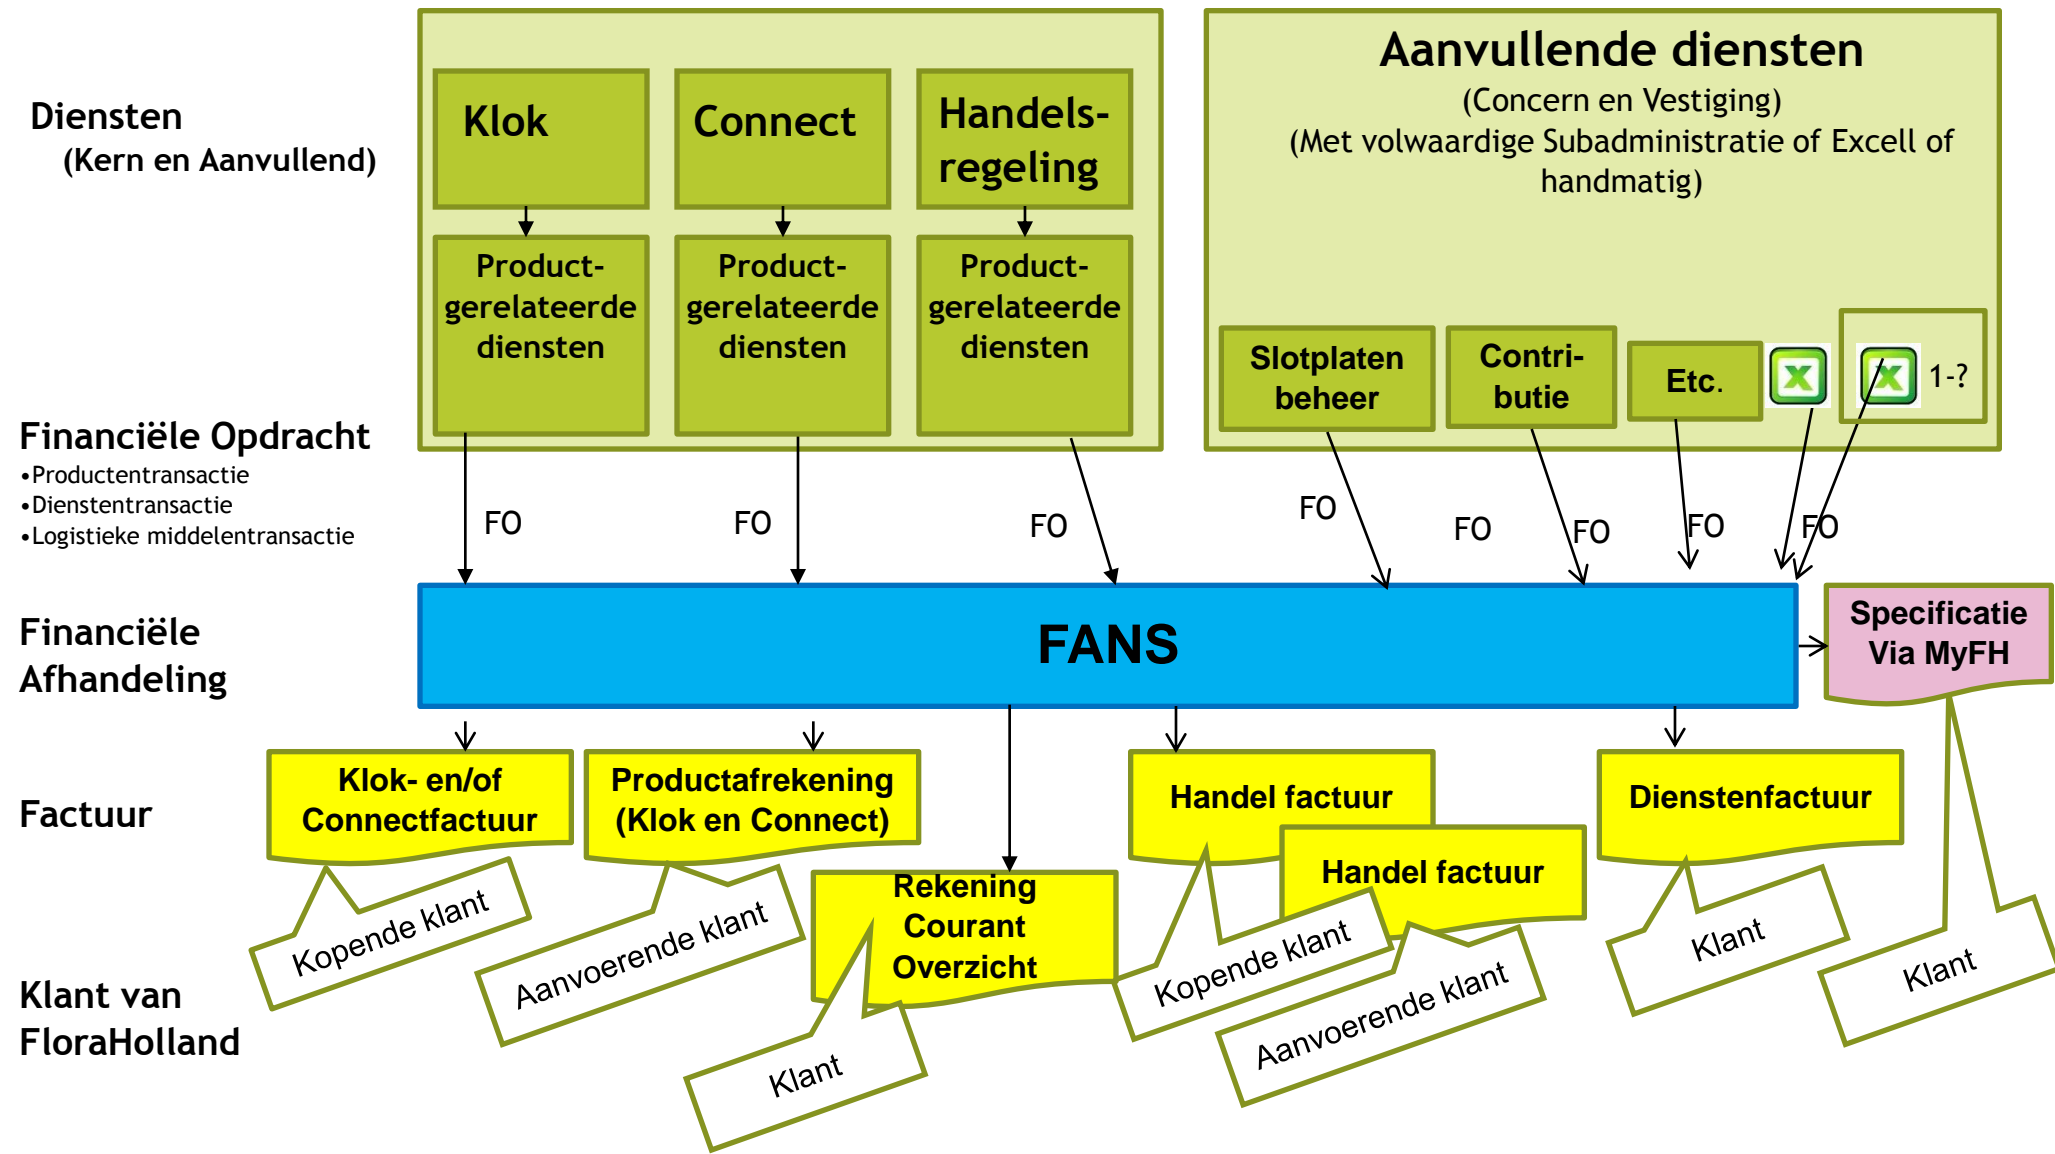 Diensten
(Kern en Aanvullend)
Klok
Connect
Handels-
regeling
Product-
gerelateerde
diensten
Product-
gerelateerde
diensten
Product-
gerelateerde
diensten
Aanvullende diensten
(Concern en Vestiging)
(Met volwaardige Subadministratie of Excell of
handmatig)
Slotplaten
beheer
Contri-
butie
Etc.
X
X
1-?
Financiële Opdracht
•Productentransactie
•Dienstentransactie
•Logistieke middelentransactie
FO
FO
FO
FO
FO
FO
FO
FO
Financiële
Afhandeling
FANS
Specificatie
Via MyFH
Factuur
Klok- en/of
Connectfactuur
Productafrekening
(Klok en Connect)
Rekening
Courant
Overzicht
Handel factuur
Handel factuur
Dienstenfactuur
Klant van
FloraHolland
Kopende klant
Aanvoerende klant
Klant
Kopende klant
Aanvoerende klant
Klant
Klant